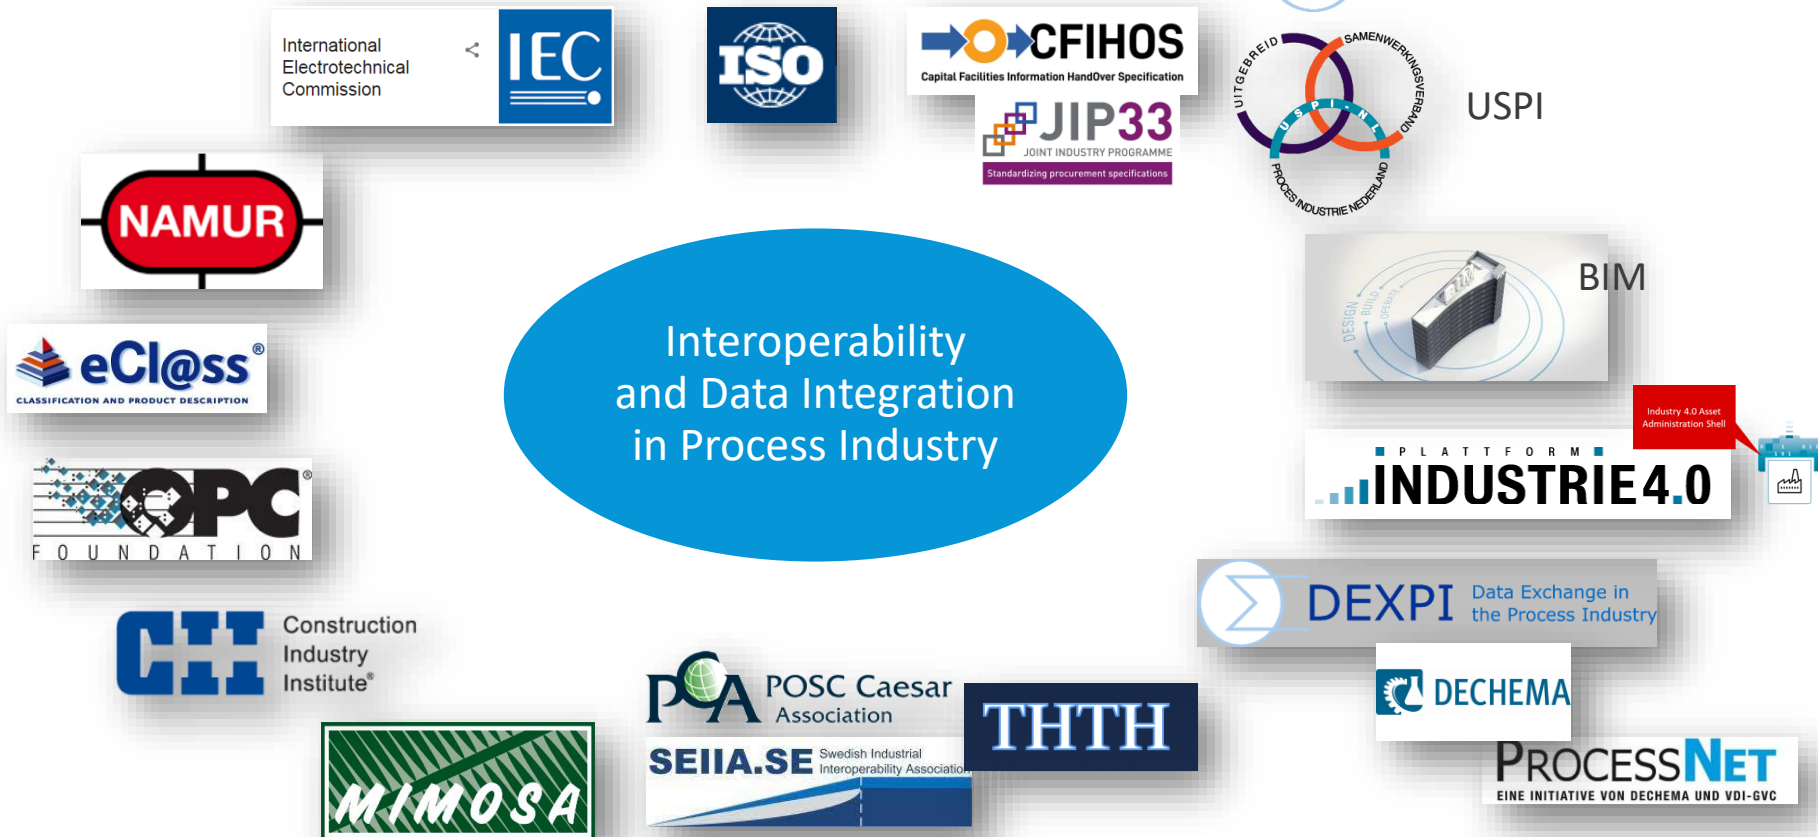 International
Electrotechnical
Commission
IEC
ISO
CFIHOS
Capital Facilities Information HandOver Specification
JIP33
JOINT INDUSTRY PROGRAMME
Standardizing procurement specifications
UITGEBREID
SAMENWERKINGSVERBAND
USPI-NL
PROCES INDUSTRIE NEDERLAND
USPI
NAMUR
BIM
DESIGN
BUILD
OPERATE
BIM
Interoperability
and Data Integration
in Process Industry
eCl@ss®
CLASSIFICATION AND PRODUCT DESCRIPTION
Industry 4.0 Asset
Administration Shell
PLATTFORM
INDUSTRIE4.0
OPC®
FOUNDATION
DEXPI
Data Exchange in
the Process Industry
CII
Construction
Industry
Institute®
PCA
POSC Caesar
Association
THTH
DECHEMA
MIMOSA
SEIIA.SE
Swedish Industrial
Interoperability Association
PROCESSNET
EINE INITIATIVE VON DECHEMA UND VDI-GVC